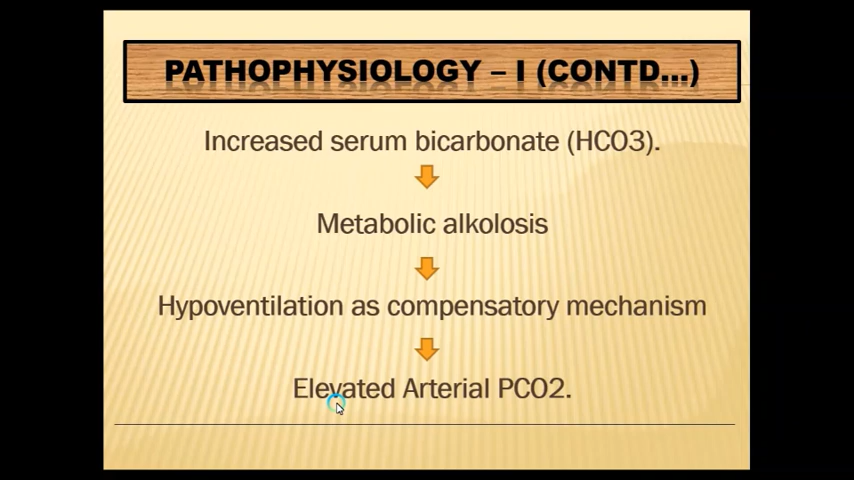 PATHOPHYSIOLOGY – I (CONTD...)
Increased serum bicarbonate (HCO3).
Metabolic alkolosis
Hypoventilation as compensatory mechanism
Elevated Arterial PCO2.